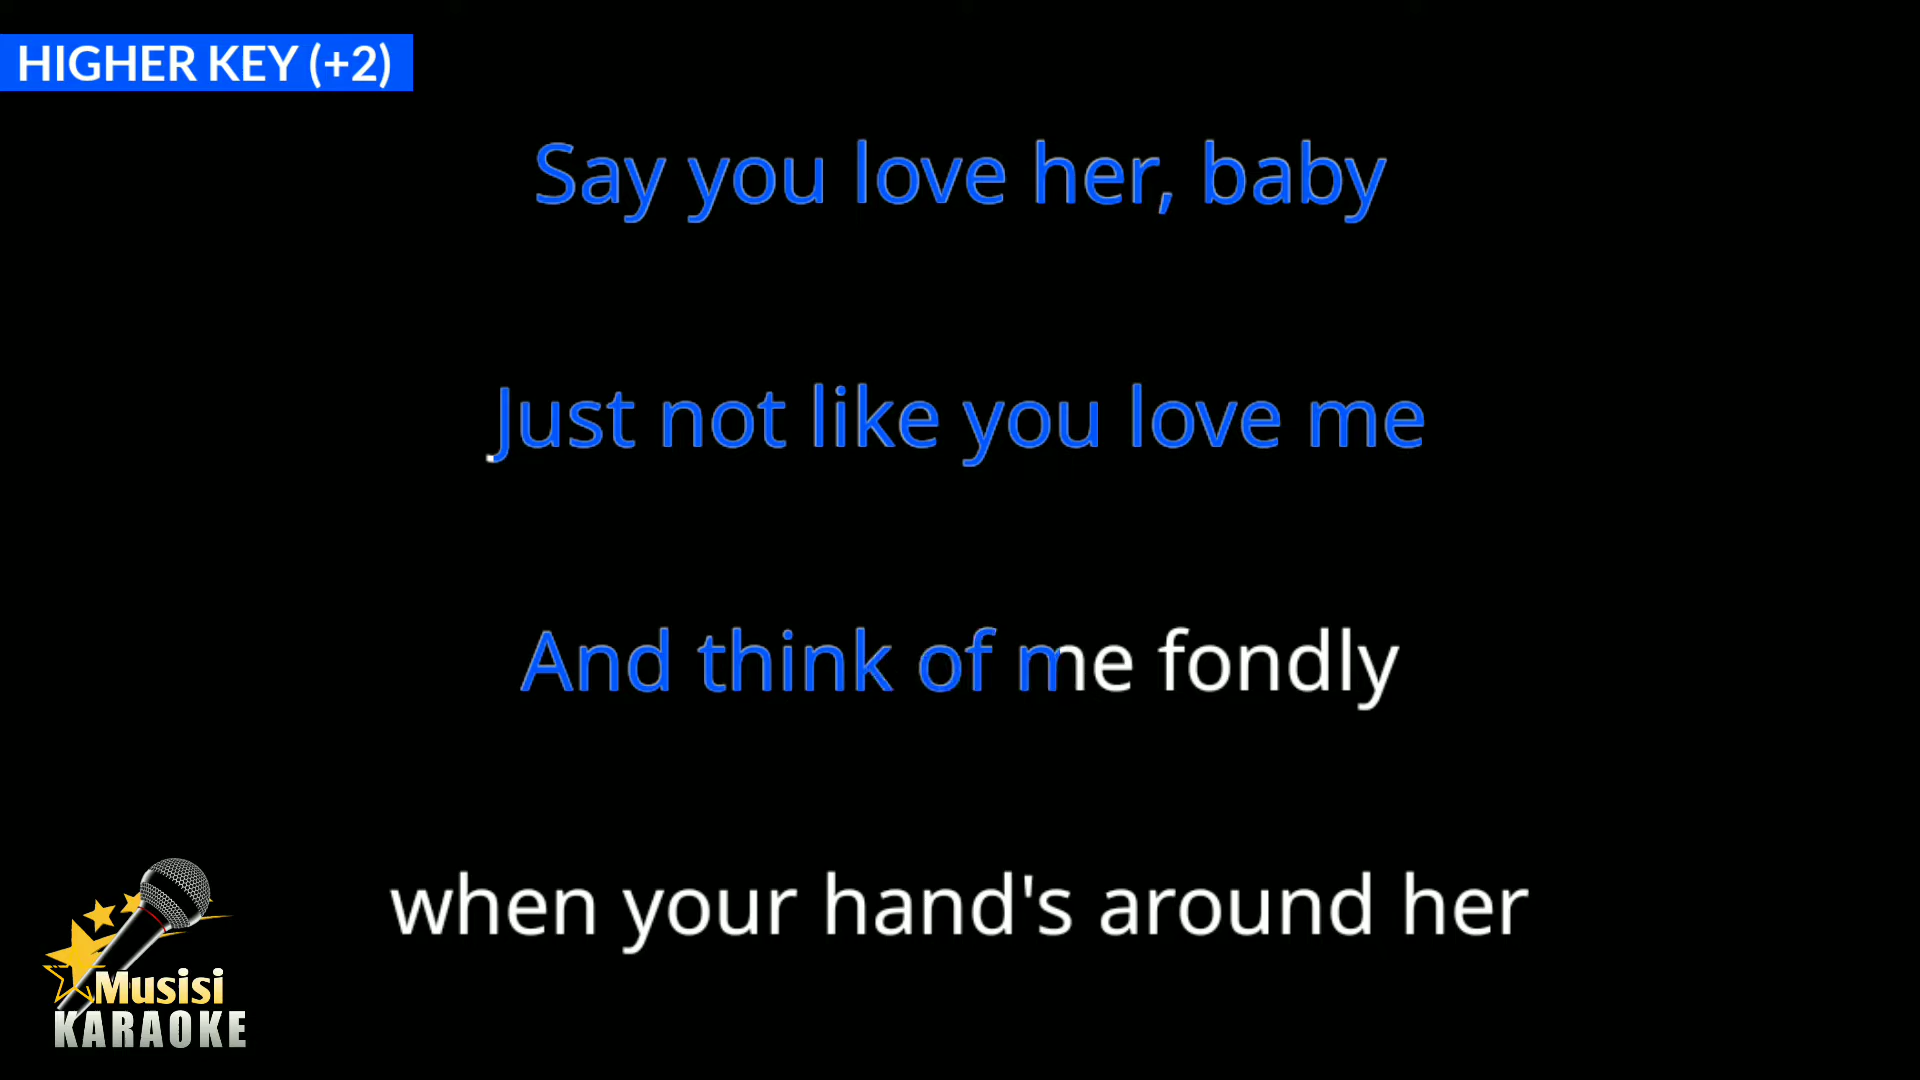 HIGHER KEY (+2)
Say you love her, baby
Just not like you love me
And think of me fondly
when your hand's around her
Musisi
KARAOKE